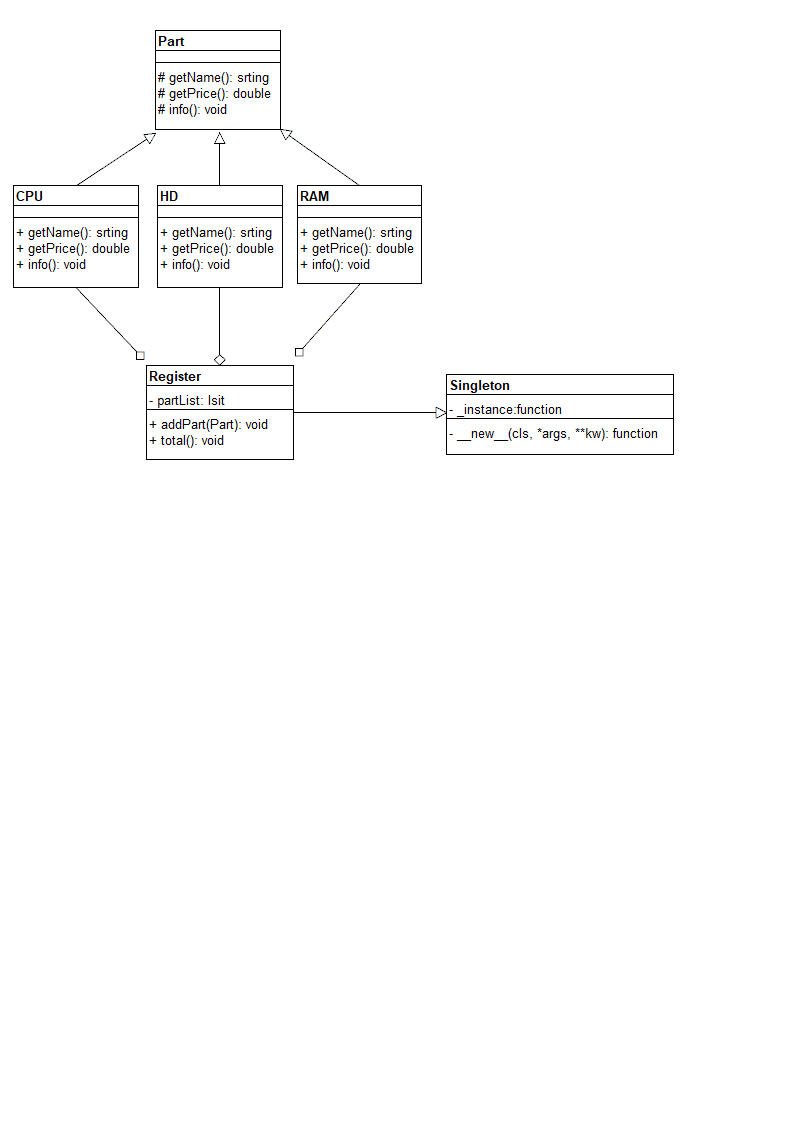 Part
# getName(): srting
# getPrice(): double
# info(): void
CPU
+ getName(): srting
+ getPrice(): double
+ info(): void
HD
+ getName(): srting
+ getPrice(): double
+ info(): void
RAM
+ getName(): srting
+ getPrice(): double
+ info(): void
Register
- partList: lsit
+ addPart(Part): void
+ total(): void
Singleton
- _instance:function
- __new__(cls, *args, **kw): function